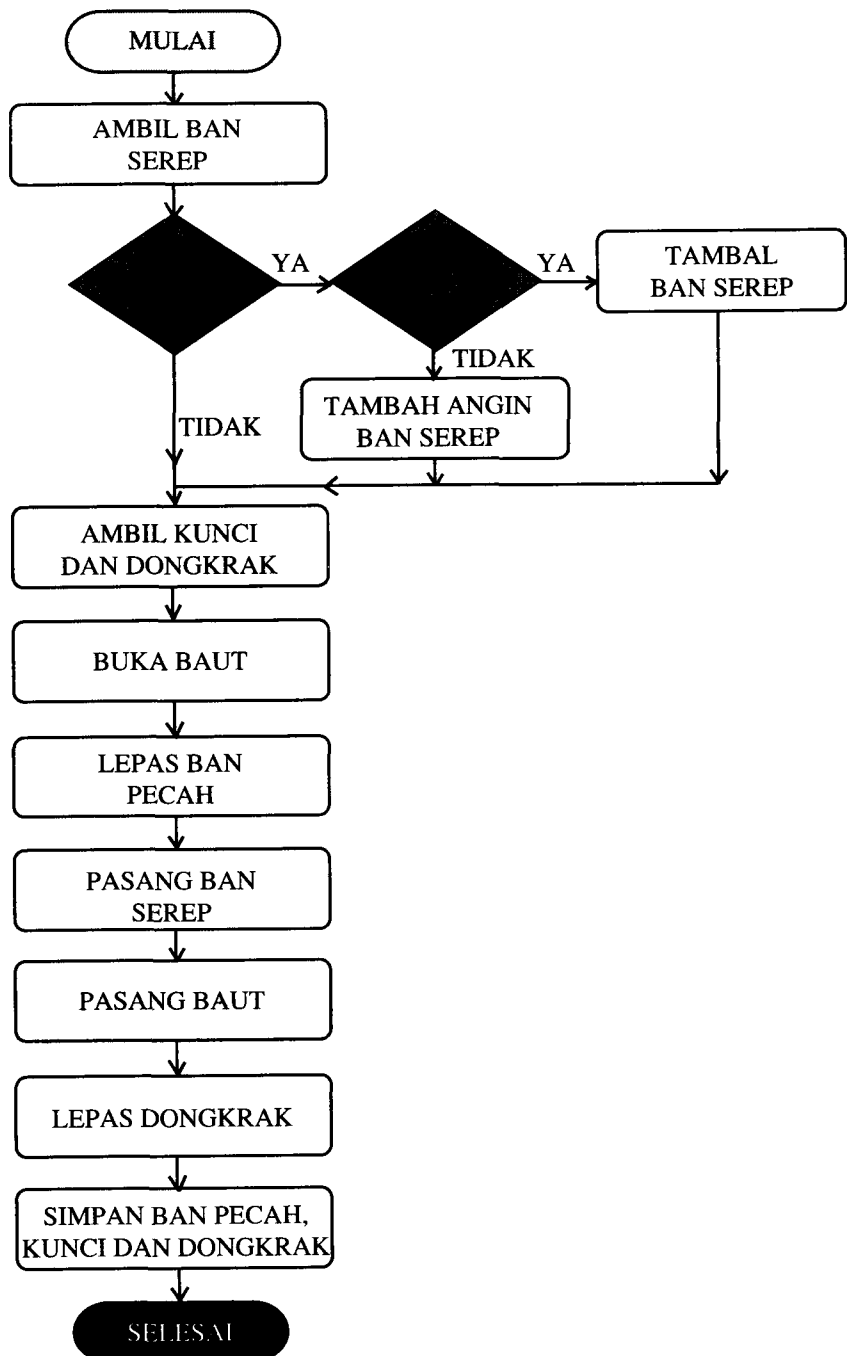 MULAI
AMBIL BAN
SEREP
YA
YA
TAMBAL
BAN SEREP
TIDAK
TAMBAH ANGIN
BAN SEREP
TIDAK
AMBIL KUNCI
DAN DONGKRAK
BUKA BAUT
LEPAS BAN
PECAH
PASANG BAN
SEREP
PASANG BAUT
LEPAS DONGKRAK
SIMPAN BAN PECAH,
KUNCI DAN DONGKRAK
SELESAI